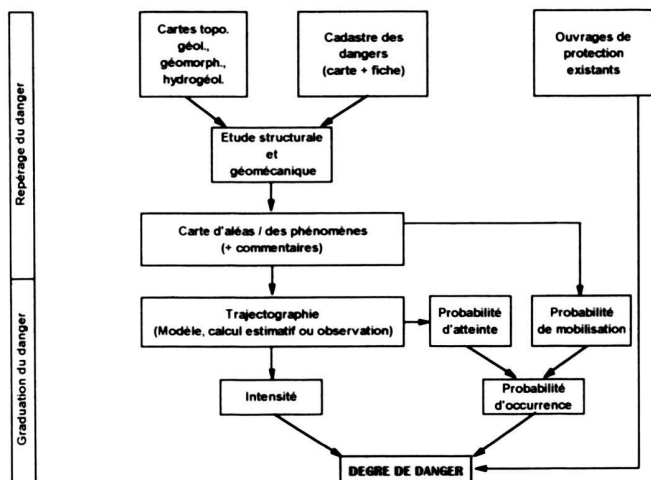 Repérage du danger
Graduation du danger
Cartes topo.
géol.,
géomorph.,
hydrogéol.
Cadastre des
dangers
(carte + fiche)
Ouvrages de
protection
existants
Etude structurale
et
géomécanique
Carte d'aléas / des phénomènes
(+ commentaires)
Trajectographie
(Modèle, calcul estimatif ou observation)
Probabilité
d'atteinte
Probabilité
de mobilisation
Intensité
Probabilité
d'occurrence
DEGRE DE DANGER